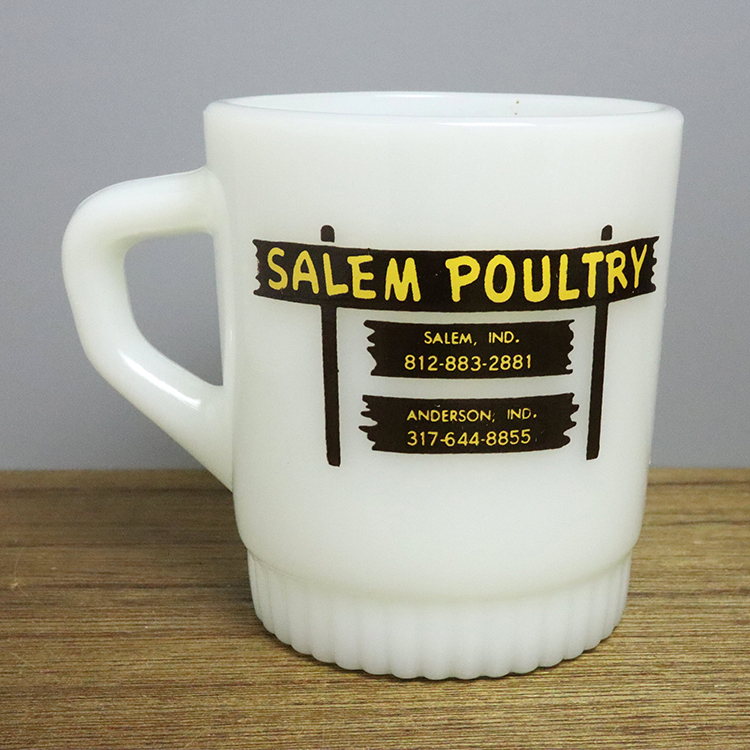 SALEM POULTRY
SALEM, IND.
812-883-2881
ANDERSON, IND.
317-644-8855